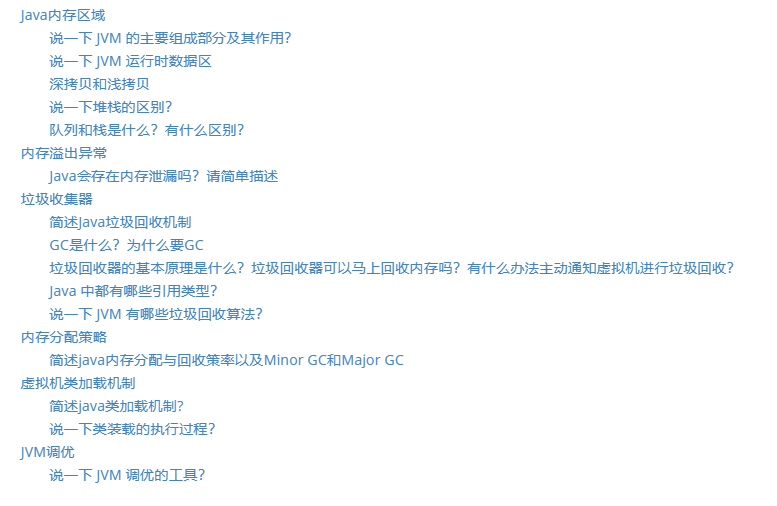 Java内存区域
说一下 JVM 的主要组成部分及其作用？
说一下 JVM 运行时数据区
深拷贝和浅拷贝
说一下堆栈的区别？
队列和栈是什么？有什么区别？
内存溢出异常
Java会存在内存泄漏吗？请简单描述
垃圾收集器
简述Java垃圾回收机制
GC是什么？为什么要GC
垃圾回收器的基本原理是什么？垃圾回收器可以马上回收内存吗？有什么办法主动通知虚拟机进行垃圾回收？
Java 中都有哪些引用类型？
说一下 JVM 有哪些垃圾回收算法？
内存分配策略
简述java内存分配与回收策率以及Minor GC和Major GC
虚拟机类加载机制
简述java类加载机制?
说一下类装载的执行过程？
JVM调优
说一下 JVM 调优的工具？